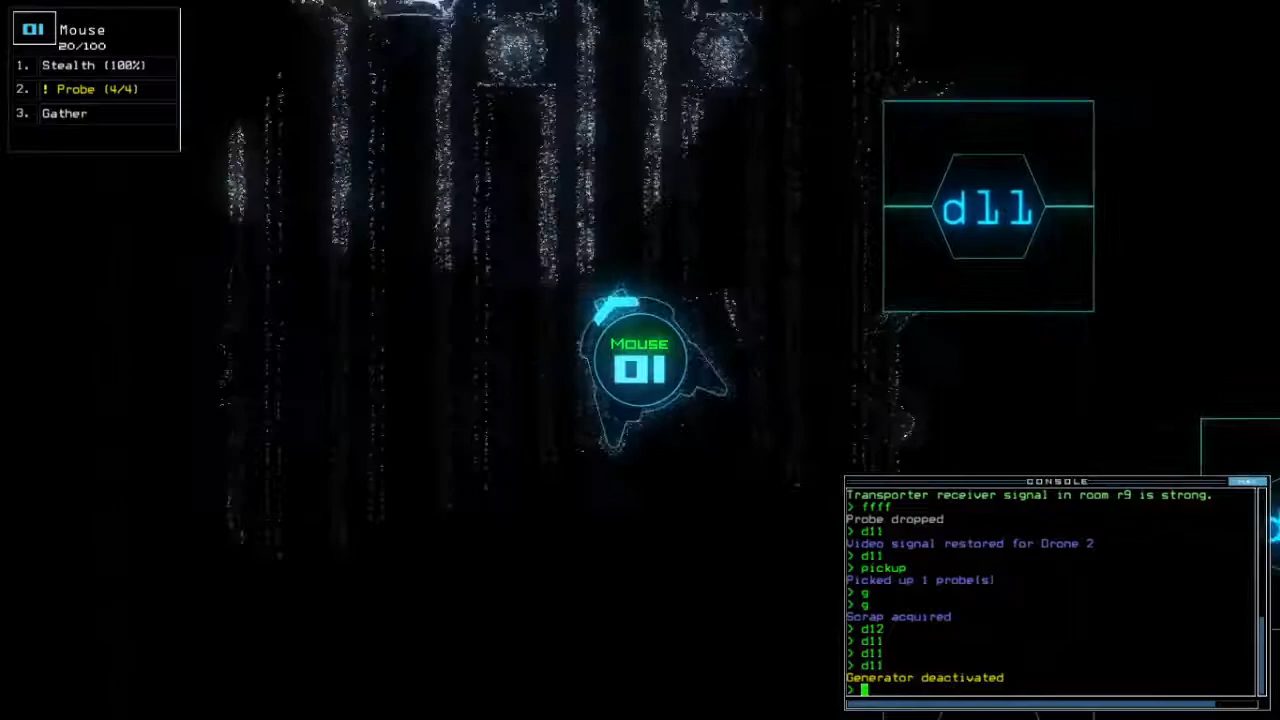 01 Mouse
20/100
1. Stealth (100%)
2. ! Probe (4/4)
3. Gather
d11
Mouse
01
CONSOLE
Transporter receiver signal in room r9 is strong.
> ffff
Probe dropped
> d11
Video signal restored for Drone 2
> d11
> pickup
Picked up 1 probe(s)
> g
> g
Scrap acquired
> d12
> d11
> d11
> d11
Generator deactivated
>